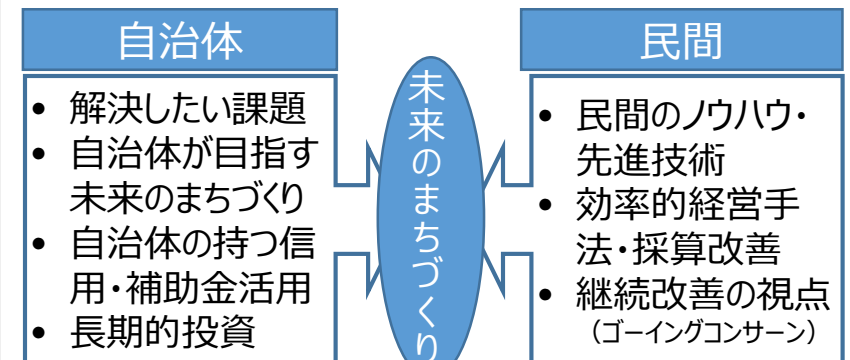 自治体
• 解決したい課題
• 自治体が目指す
未来のまちづくり
• 自治体の持つ信
用・補助金活用
• 長期的投資
未来のまちづくり
民間
• 民間のノウハウ・
先進技術
• 効率的経営手
法・採算改善
• 継続改善の視点
（ゴーイングコンサーン）